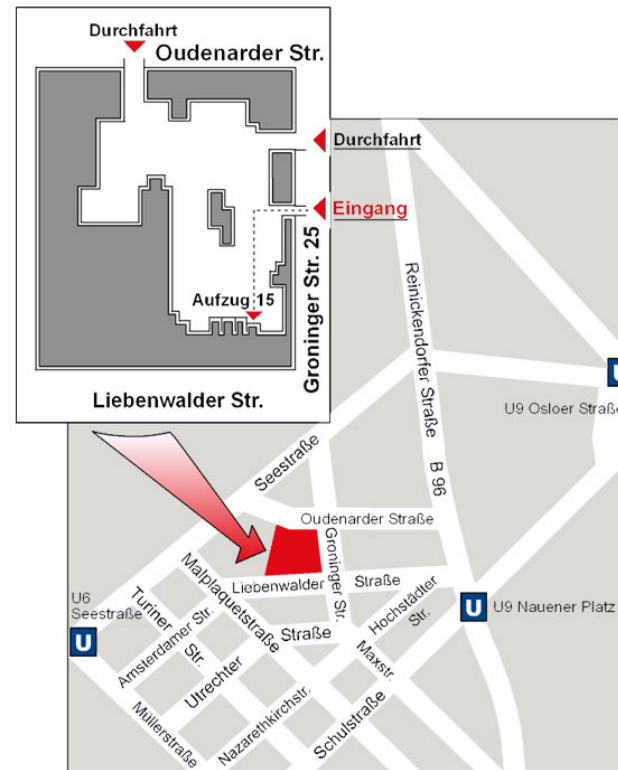 Durchfahrt
Oudenarder Str.
Durchfahrt
Eingang
Groninger Str. 25
Aufzug 15
Liebenwalder Str.
Reinickendorfer Straße
B 96
U
U9 Osloer Straße
Seestraße
Oudenarder Straße
Groninger Str.
Liebenwalder Straße
Malplaquetstraße
Hochstädter
Str.
U
U9 Nauener Platz
U6
Seestraße
U
Turiner
Str.
Amsterdamer Str.
Utrechter Straße
Maxstr.
Müllerstraße
Nazarethkirchstr.
Schulstraße